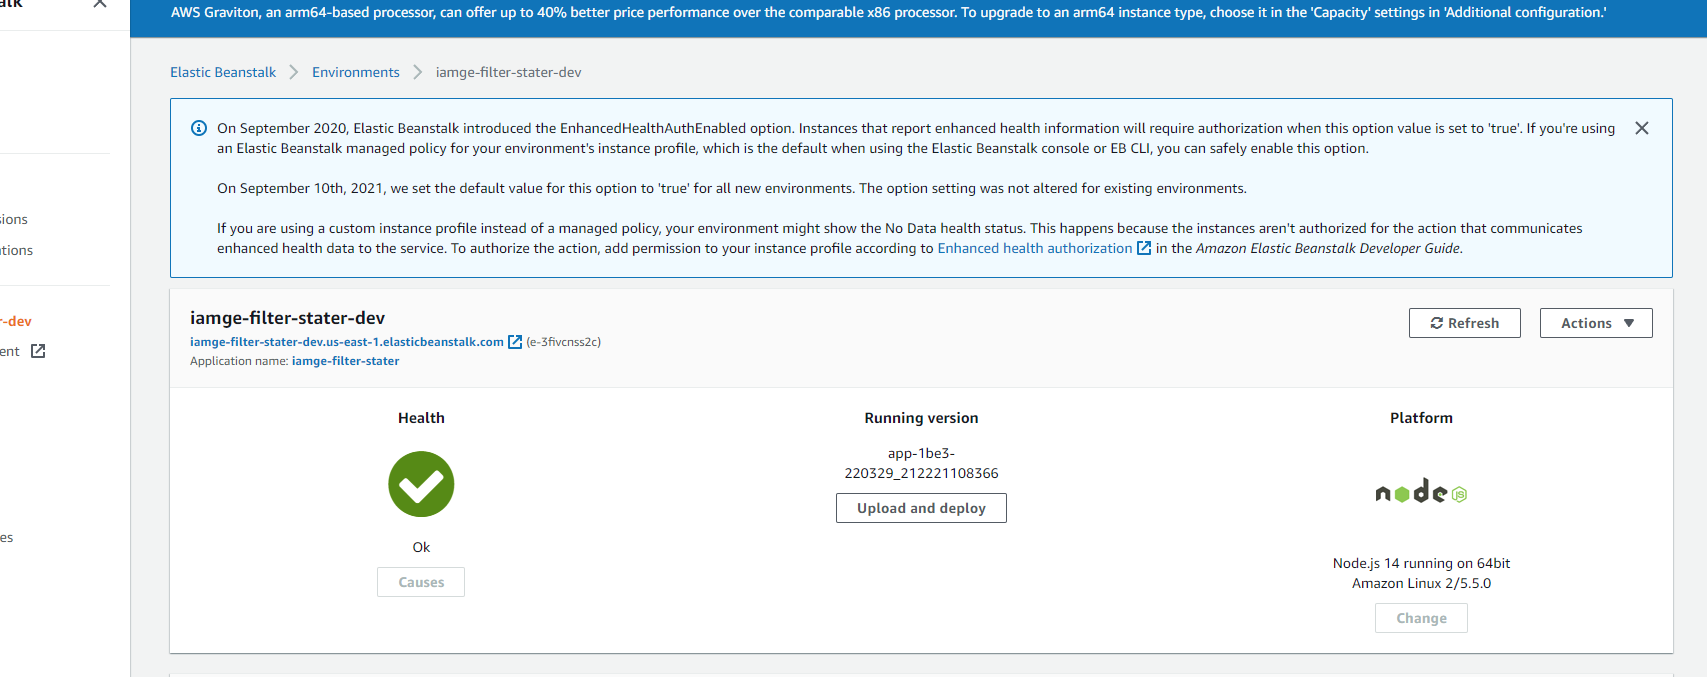 AWS Graviton, an arm64-based processor, can offer up to 40% better price performance over the comparable x86 processor. To upgrade to an arm64 instance type, choose it in the 'Capacity' settings in 'Additional configuration.'
Elastic Beanstalk > Environments > iamge-filter-stater-dev
On September 2020, Elastic Beanstalk introduced the EnhancedHealthAuthEnabled option. Instances that report enhanced health information will require authorization when this option value is set to 'true'. If you're using
an Elastic Beanstalk managed policy for your environment's instance profile, which is the default when using the Elastic Beanstalk console or EB CLI, you can safely enable this option.
On September 10th, 2021, we set the default value for this option to 'true' for all new environments. The option setting was not altered for existing environments.
If you are using a custom instance profile instead of a managed policy, your environment might show the No Data health status. This happens because the instances aren't authorized for the action that communicates
enhanced health data to the service. To authorize the action, add permission to your instance profile according to Enhanced health authorization in the Amazon Elastic Beanstalk Developer Guide.
sions
tions
r-dev
ent
es
iamge-filter-stater-dev
iamge-filter-stater-dev.us-east-1.elasticbeanstalk.com (e-3fivcnss2c)
Application name: iamge-filter-stater
Refresh
Actions
Health
Ok
Causes
Running version
app-1be3-
220329_212221108366
Upload and deploy
Platform
node JS
Node.js 14 running on 64bit
Amazon Linux 2/5.5.0
Change